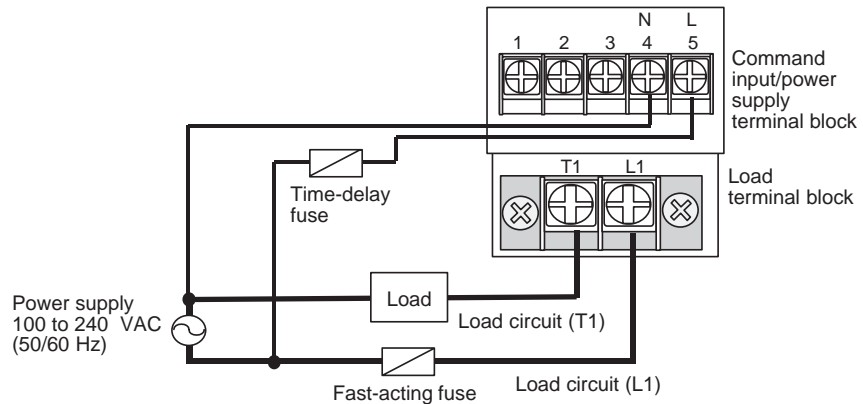 N L
1 2 3 4 5
Command
input/power
supply
terminal block
T1 L1
Load
terminal block
Time-delay
fuse
Power supply
100 to 240 VAC
(50/60 Hz)
Load
Load circuit (T1)
Fast-acting fuse
Load circuit (L1)